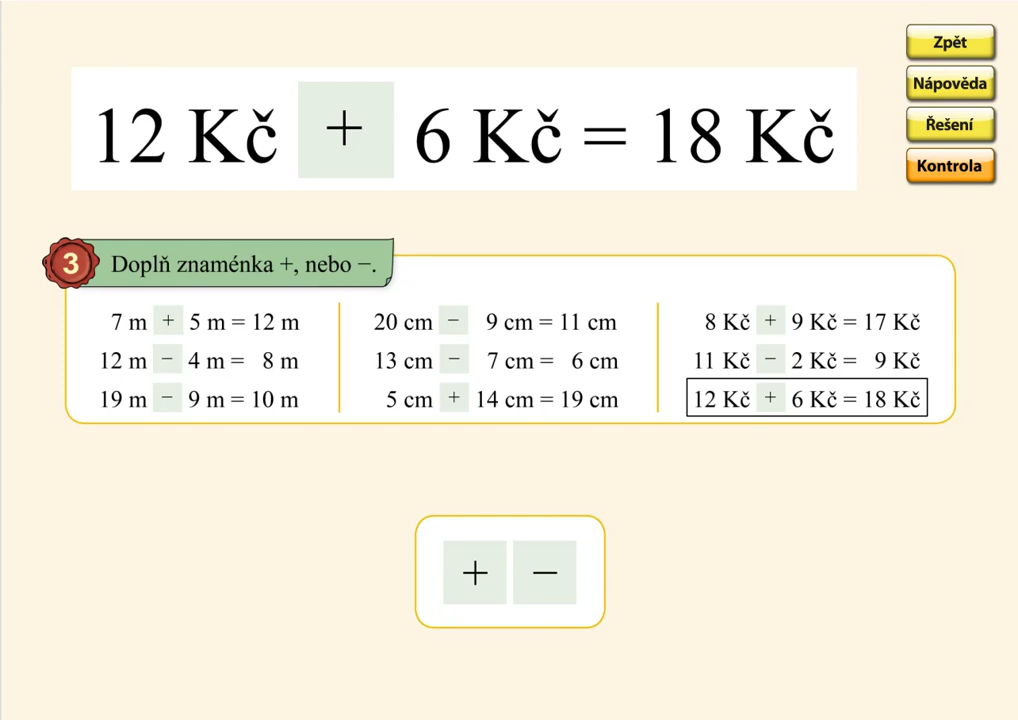 Zpět
Nápověda
Řešení
Kontrola
12 Kč + 6 Kč = 18 Kč
3 Doplň znaménka +, nebo −.
7 m + 5 m = 12 m
12 m − 4 m = 8 m
19 m − 9 m = 10 m
20 cm − 9 cm = 11 cm
13 cm − 7 cm = 6 cm
5 cm + 14 cm = 19 cm
8 Kč + 9 Kč = 17 Kč
11 Kč − 2 Kč = 9 Kč
12 Kč + 6 Kč = 18 Kč
+ −